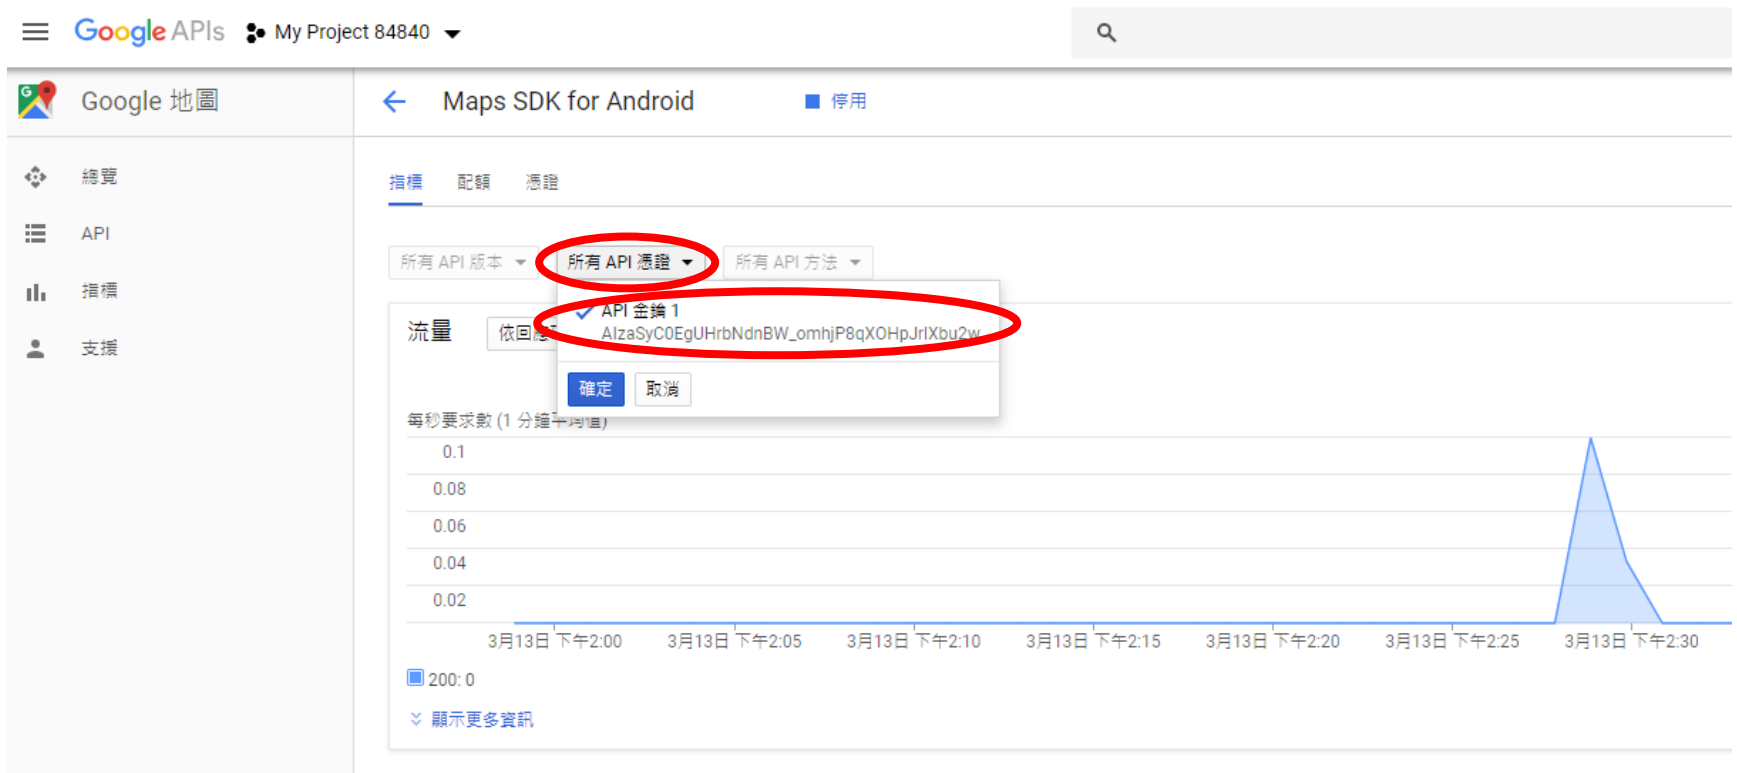 Google APIs
My Project 84840
Google 地圖
Maps SDK for Android
停用
總覽
API
指標
支援
指標 配額 憑證
所有 API 版本
所有 API 憑證
所有 API 方法
API 金鑰 1
流量
依回
確定 取消
每秒要求數 (1 分鐘平均值)
0.1
0.08
0.06
0.04
0.02
3月13日 下午2:00 3月13日 下午2:05 3月13日 下午2:10 3月13日 下午2:15 3月13日 下午2:20 3月13日 下午2:25 3月13日 下午2:30
200: 0
顯示更多資訊